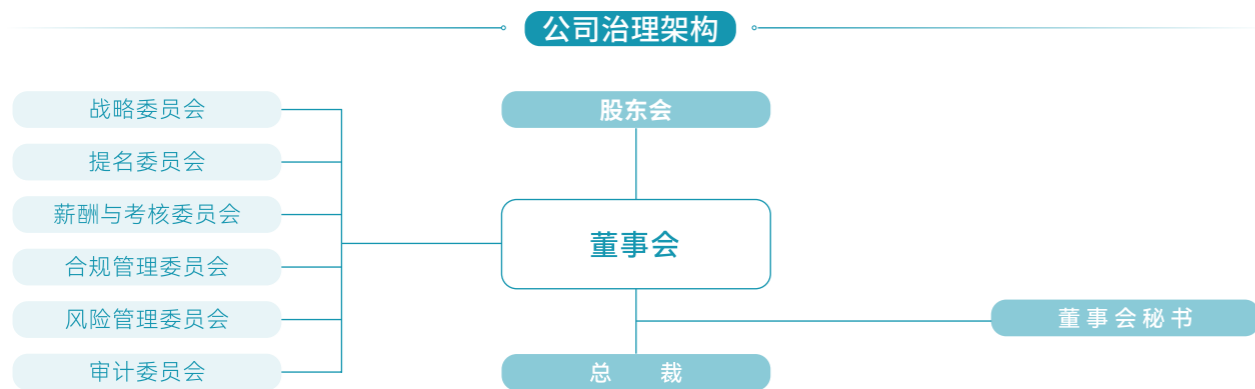 公司治理架构
战略委员会
提名委员会
薪酬与考核委员会
合规管理委员会
风险管理委员会
审计委员会
股东会
董事会
董事会秘书
总 裁